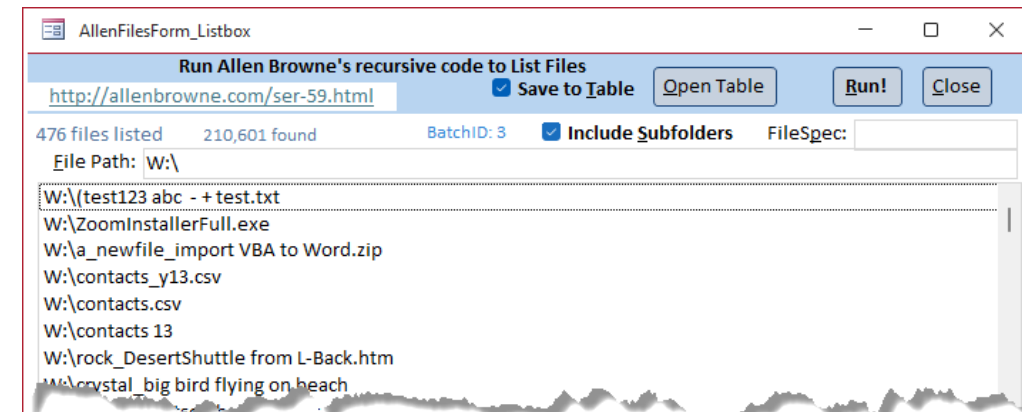 AllenFilesForm_Listbox
Run Allen Browne's recursive code to List Files
http://allenbrowne.com/ser-59.html Save to Table Open Table Run! Close
476 files listed 210,601 found BatchID: 3 Include Subfolders FileSpec:
File Path: W:\
W:\(test123 abc - + test.txt
W:\ZoomInstallerFull.exe
W:\a_newfile_import VBA to Word.zip
W:\contacts_y13.csv
W:\contacts.csv
W:\contacts 13
W:\rock_DesertShuttle from L-Back.htm
W:\crystal_big bird flying on beach